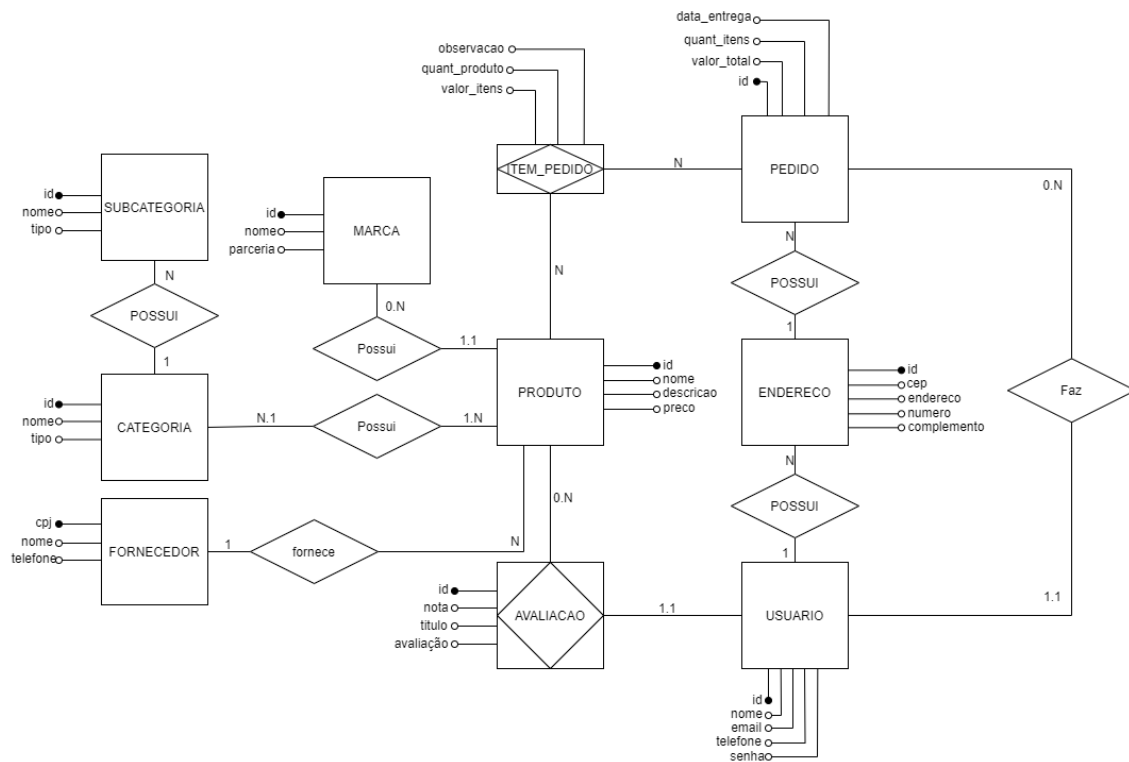 data_entrega
quant_itens
valor_total
id
observacao
quant_produto
valor_itens
ITEM_PEDIDO
N
PEDIDO
0.N
id
nome
tipo
SUBCATEGORIA
id
nome
parceria
MARCA
N
N
N
POSSUI
0.N
POSSUI
1
1
Possui
1.1
id
nome
descricao
preco
PRODUTO
id
cep
endereco
numero
complemento
ENDERECO
Faz
1
id
nome
tipo
CATEGORIA
N.1
Possui
1.N
N
POSSUI
1
0.N
cpj
nome
telefone
FORNECEDOR
1
fornece
N
id
nota
titulo
avaliação
AVALIACAO
1.1
USUARIO
1.1
id
nome
email
telefone
senha